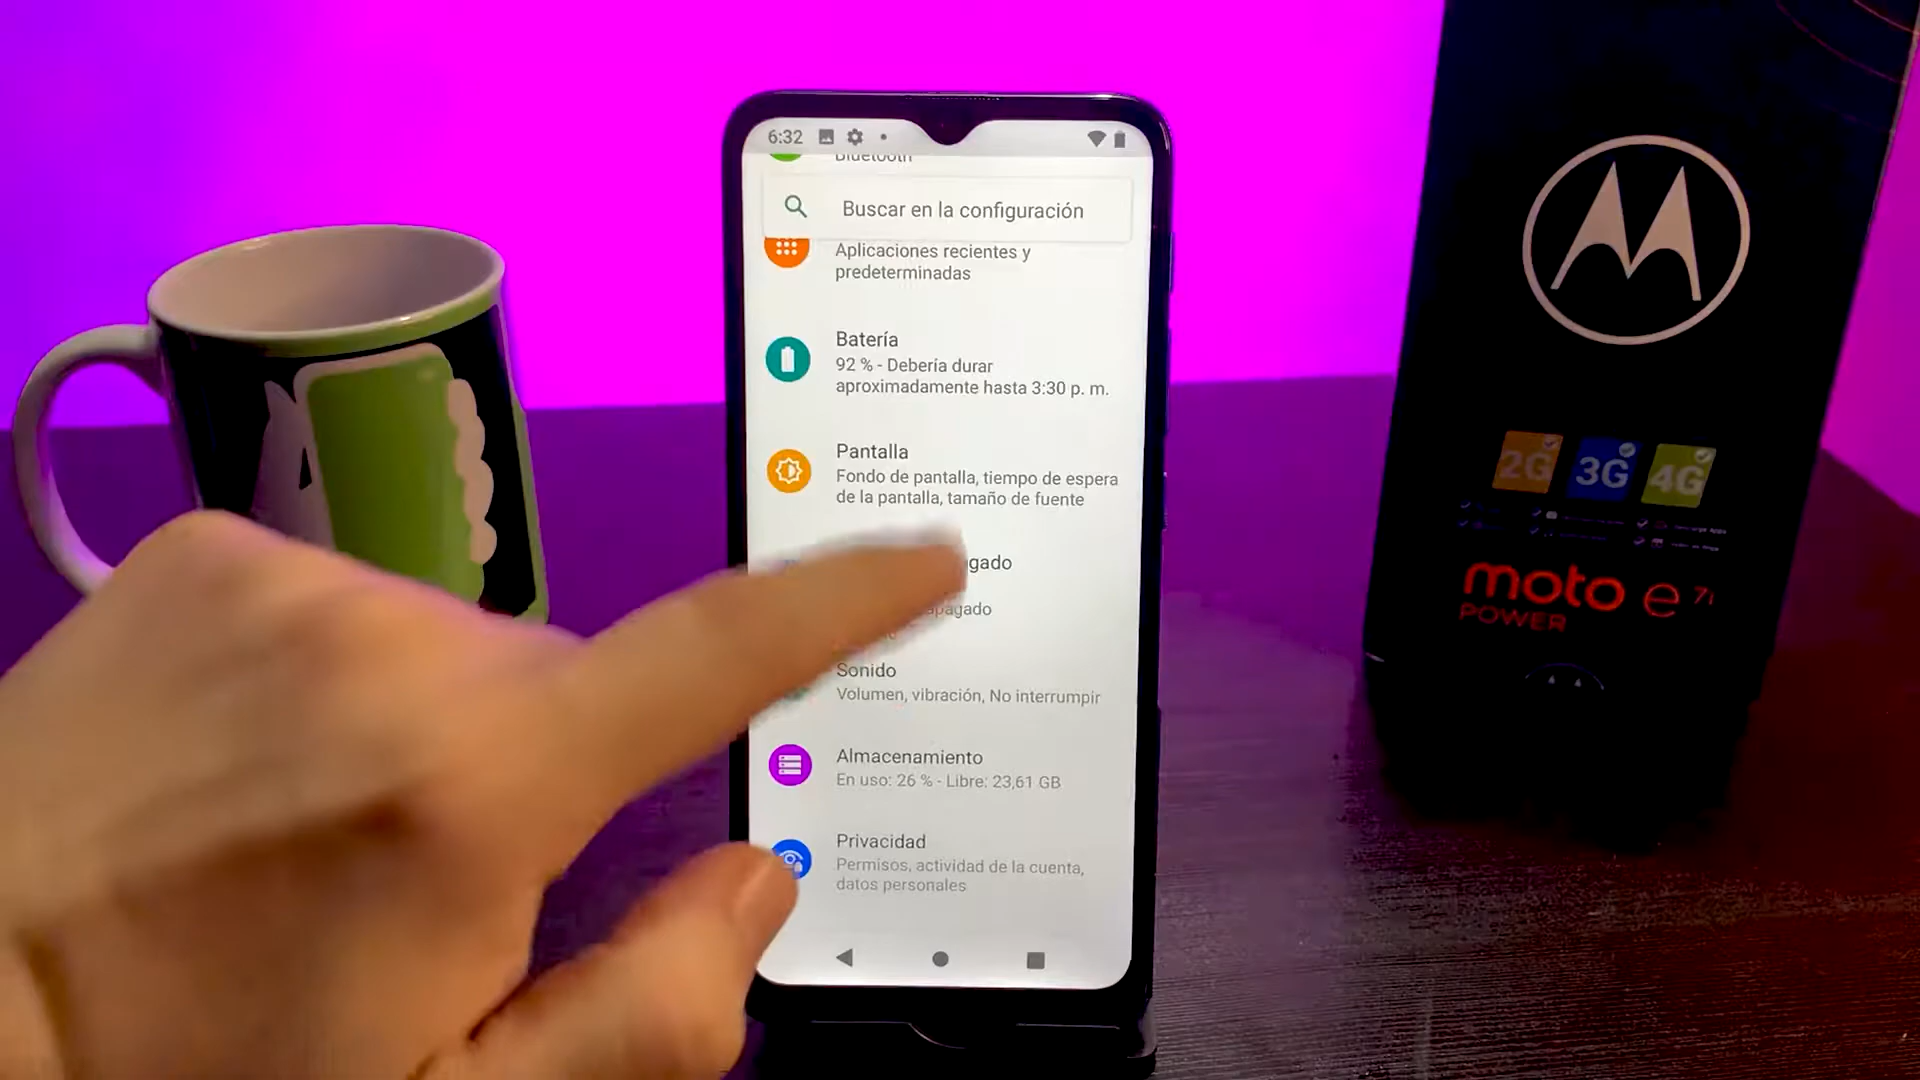 6:32
Bluetooth
Buscar en la configuración
Aplicaciones recientes y
predeterminadas
Batería
92 % - Debería durar
aproximadamente hasta 3:30 p. m.
Pantalla
Fondo de pantalla, tiempo de espera
de la pantalla, tamaño de fuente
gado
apagado
Sonido
Volumen, vibración, No interrumpir
Almacenamiento
En uso: 26 % - Libre: 23,61 GB
Privacidad
Permisos, actividad de la cuenta,
datos personales
2G 3G 4G
moto e 7i
POWER